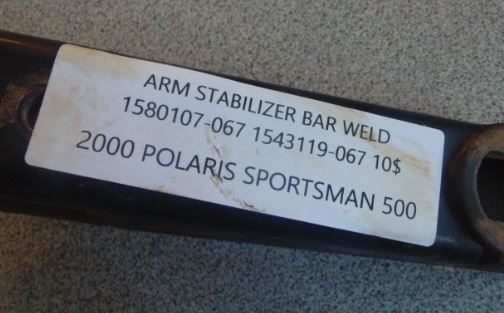 ARM STABILIZER BAR WELD
1580107-067 1543119-067 10$
2000 POLARIS SPORTSMAN 500